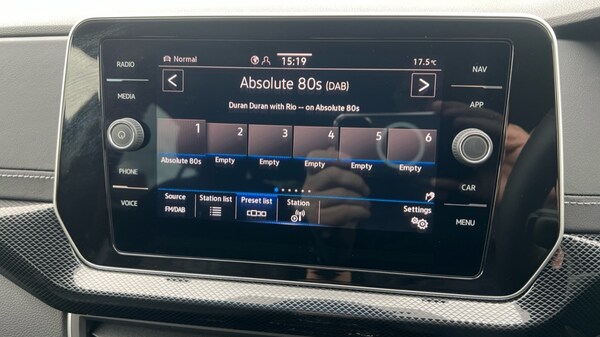 RADIO
MEDIA
PHONE
VOICE
Normal
15:19
17.5°C
< Absolute 80s (DAB) >
Duran Duran with Rio -- on Absolute 80s
1 2 3 4 5 6
Absolute 80s Empty Empty Empty Empty Empty
Source Station list Preset list Station Settings
FM/DAB
NAV
APP
CAR
MENU